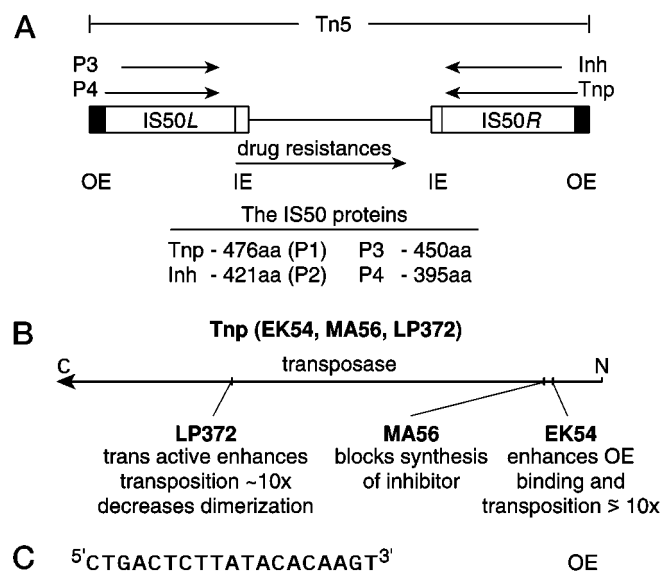 A
Tn5
P3 Inh
P4 Tnp
IS50L IS50R
drug resistances
OE IE IE OE
The IS50 proteins
Tnp - 476aa (P1) P3 - 450aa
Inh - 421aa (P2) P4 - 395aa
B
Tnp (EK54, MA56, LP372)
C transposase N
LP372 MA56 EK54
trans active enhances blocks synthesis enhances OE
transposition ~10x of inhibitor binding and
decreases dimerization transposition ≥ 10x
C 5'CTGACTCTTATACACAAGT3' OE